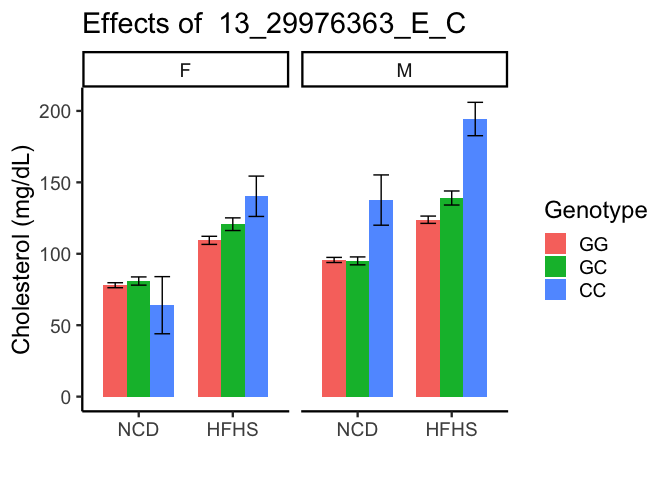 Effects of  13_29976363_E_C
F
M
Cholesterol (mg/dL)
200
150
100
50
0
NCD
HFHS
NCD
HFHS
Genotype
GG
GC
CC